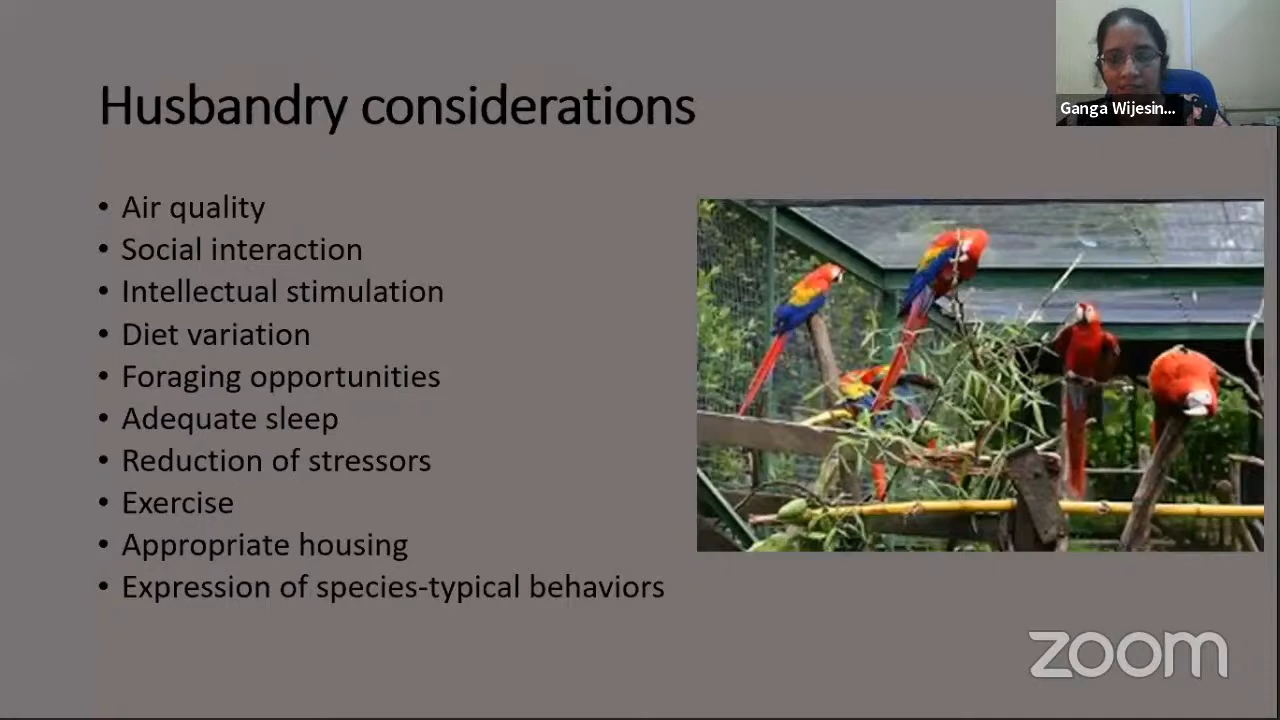 Husbandry considerations
Ganga Wijesin...
• Air quality
• Social interaction
• Intellectual stimulation
• Diet variation
• Foraging opportunities
• Adequate sleep
• Reduction of stressors
• Exercise
• Appropriate housing
• Expression of species-typical behaviors
zoom